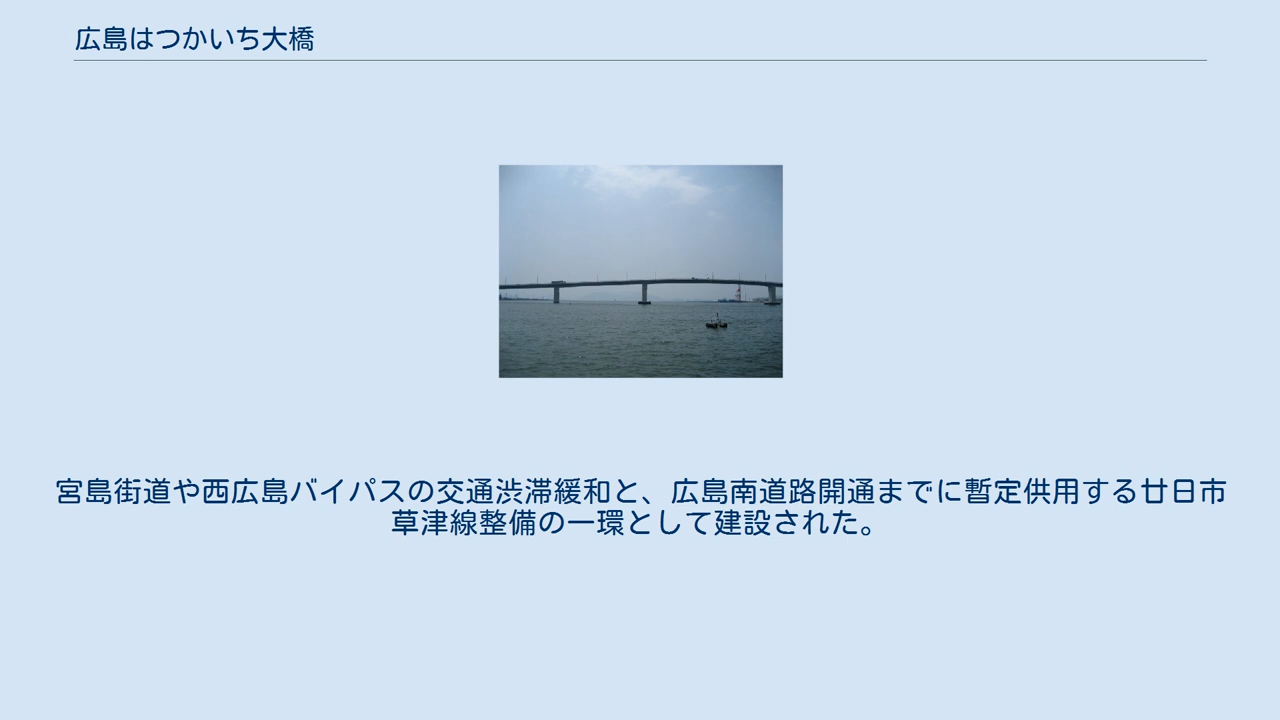 広島はつかいち大橋
宮島街道や西広島バイパスの交通渋滞緩和と、広島南道路開通までに暫定供用する廿日市
草津線整備の一環として建設された。